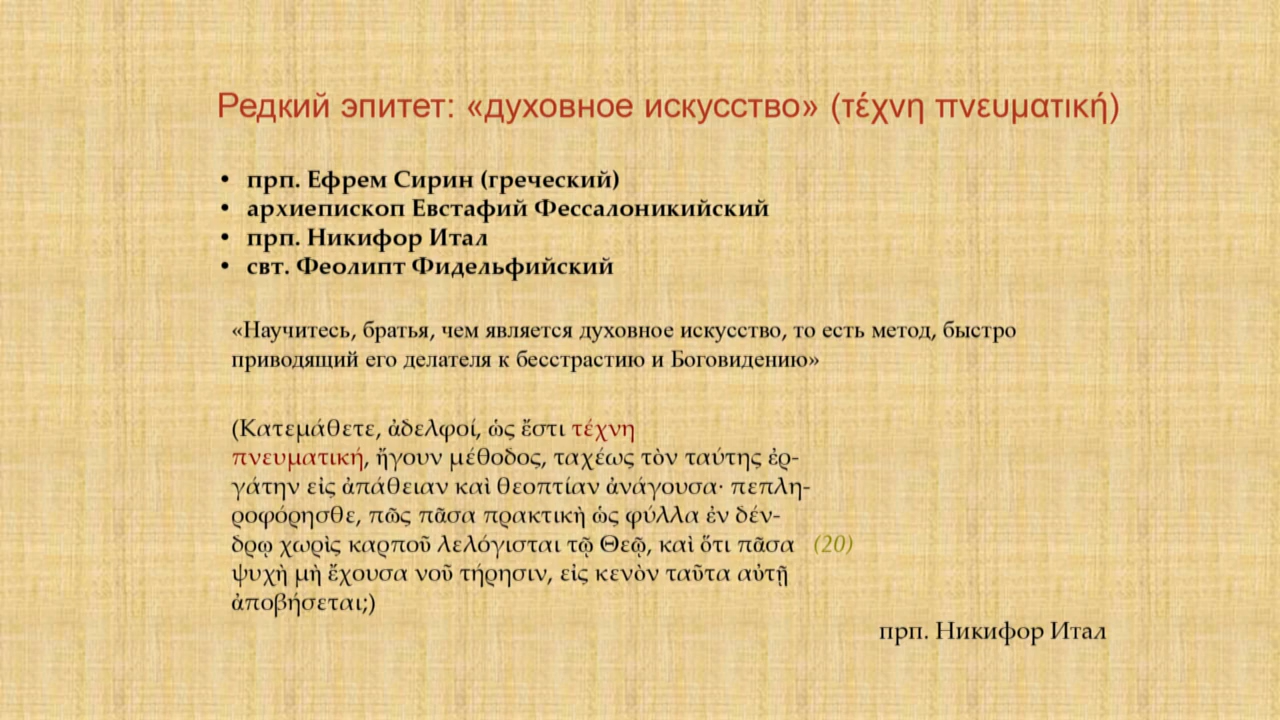 Редкий эпитет: «духовное искусство» (τέχνη πνευματική)
• прп. Ефрем Сирин (греческий)
• архиепископ Евстафий Фессалоникийский
• прп. Никифор Итал
• свт. Феолипт Фидельфийский
«Научитесь, братья, чем является духовное искусство, то есть метод, быстро
приводящий его делателя к бесстрастию и Боговидению»
(Κατεμάθετε, ἀδελφοί, ὡς ἔστι τέχνη
πνευματική, ἤγουν μέθοδος, ταχέως τὸν ταύτης ἐρ-
γάτην εἰς ἀπάθειαν καὶ θεοπτίαν ἀνάγουσα· πεπλη-
ροφόρησθε, πῶς πᾶσα πρακτικὴ ὡς φύλλα ἐν δέν-
δρῳ χωρὶς καρποῦ λελόγισται τῷ Θεῷ, καὶ ὅτι πᾶσα (20)
ψυχὴ μὴ ἔχουσα νοῦ τήρησιν, εἰς κενὸν ταῦτα αὐτῇ
ἀποβήσεται;)
прп. Никифор Итал